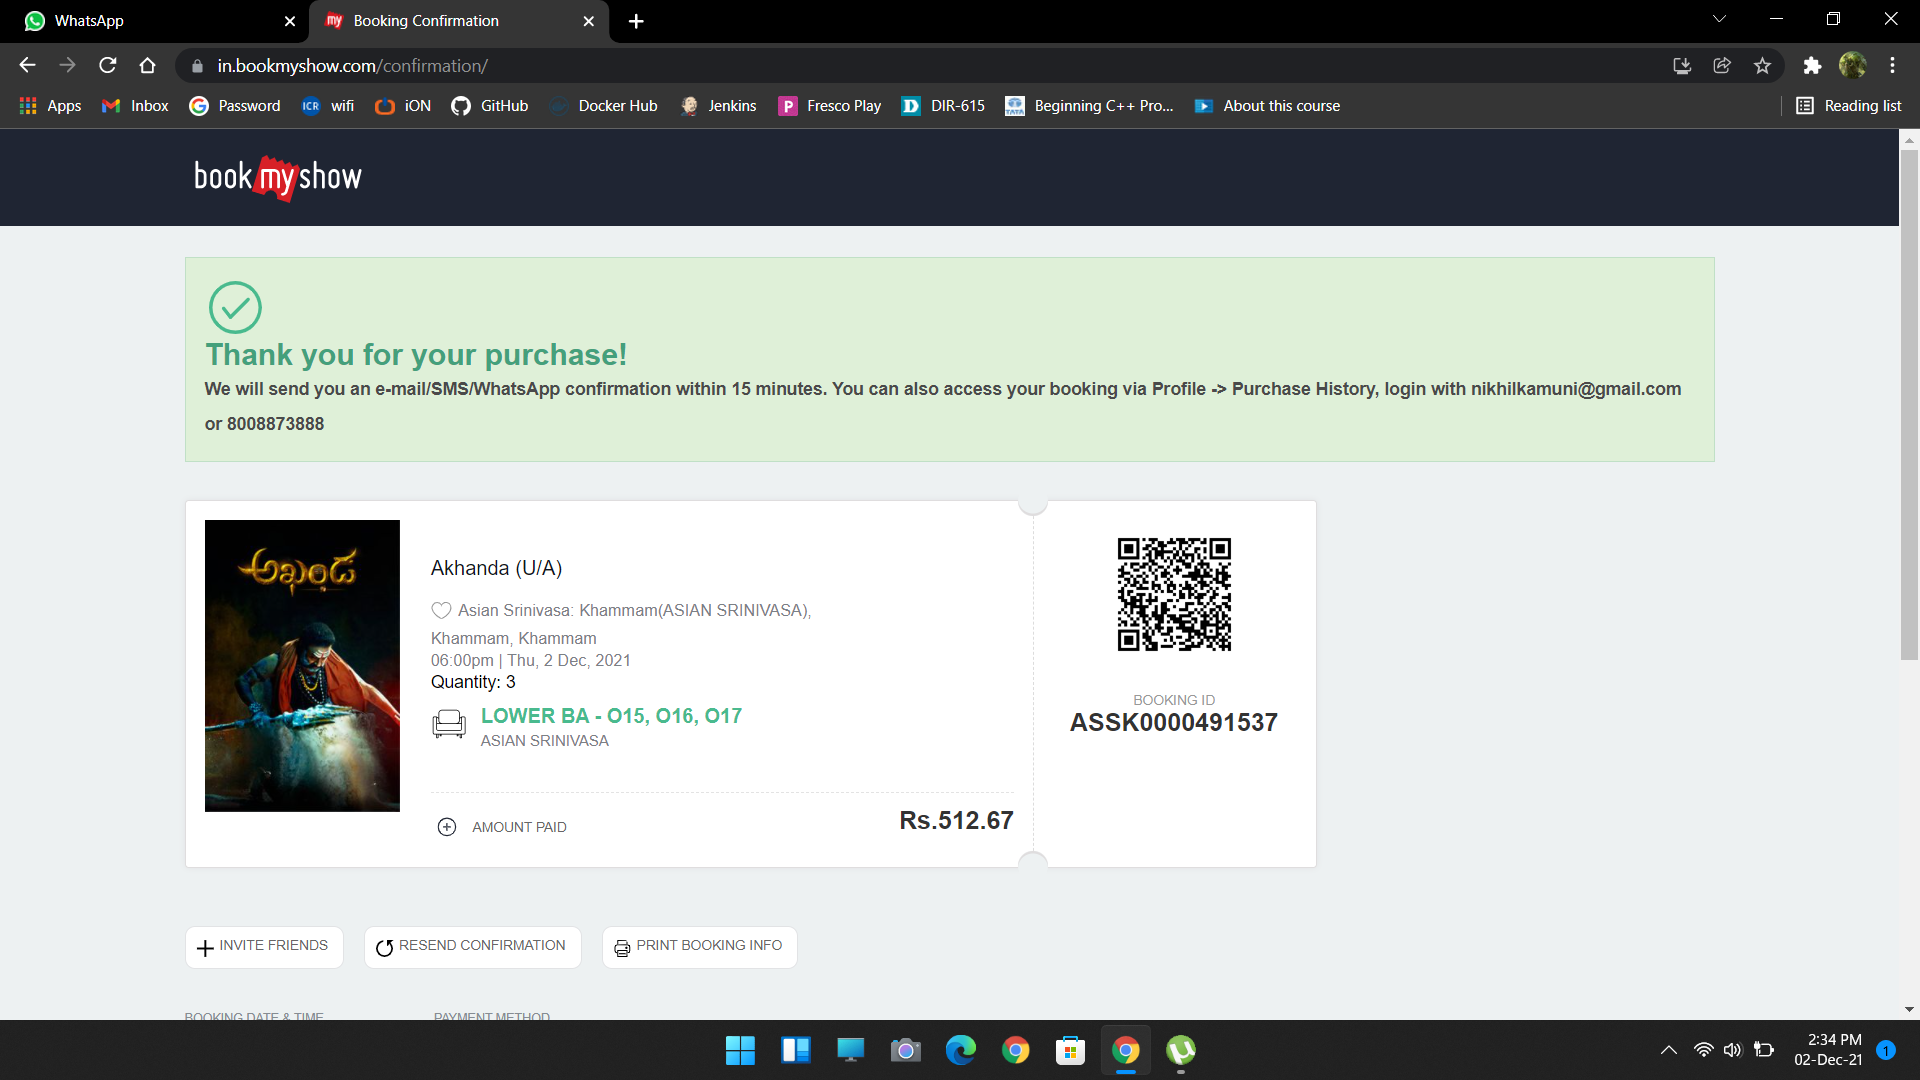 WhatsApp
my Booking Confirmation
in.bookmyshow.com/confirmation/
Apps Inbox Password ICR wifi iON GitHub Docker Hub Jenkins P Fresco Play D DIR-615 TATA Beginning C++ Pro... About this course Reading list
bookmyshow
Thank you for your purchase!
We will send you an e-mail/SMS/WhatsApp confirmation within 15 minutes. You can also access your booking via Profile -> Purchase History, login with nikhilkamuni@gmail.com
or 8008873888
అఖండ
Akhanda (U/A)
Asian Srinivasa: Khammam(ASIAN SRINIVASA),
Khammam, Khammam
06:00pm | Thu, 2 Dec, 2021
Quantity: 3
LOWER BA - O15, O16, O17
ASIAN SRINIVASA
AMOUNT PAID Rs.512.67
BOOKING ID
ASSK0000491537
INVITE FRIENDS RESEND CONFIRMATION PRINT BOOKING INFO
BOOKING DATE & TIME PAYMENT METHOD
2:34 PM
02-Dec-21 1